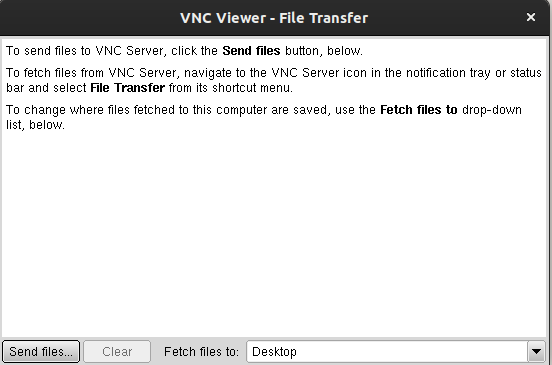 VNC Viewer - File Transfer
To send files to VNC Server, click the Send files button, below.
To fetch files from VNC Server, navigate to the VNC Server icon in the notification tray or status
bar and select File Transfer from its shortcut menu.
To change where files fetched to this computer are saved, use the Fetch files to drop-down
list, below.
Send files... Clear Fetch files to: Desktop